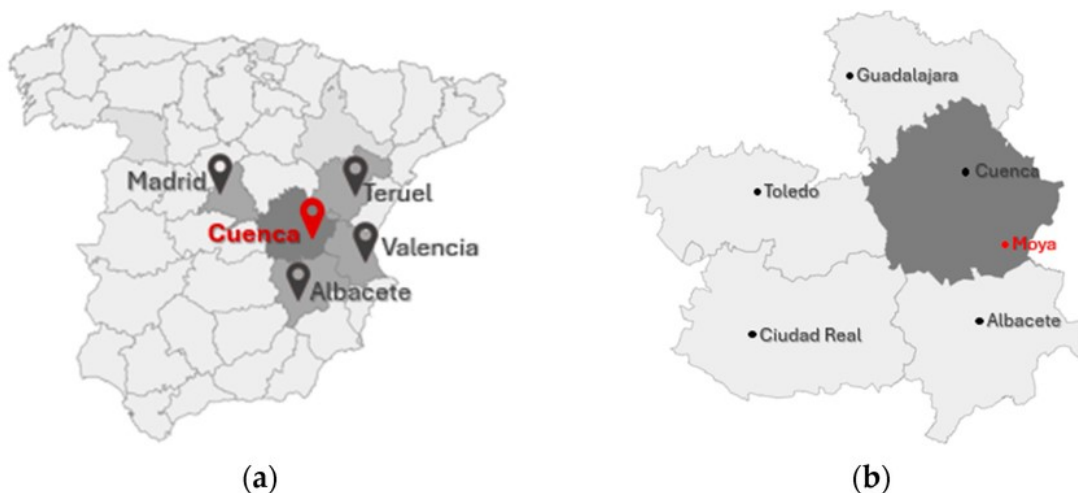 Madrid
Teruel
Cuenca
Valencia
Albacete
(a)
Guadalajara
Cuenca
Toledo
Moya
Albacete
Ciudad Real
(b)